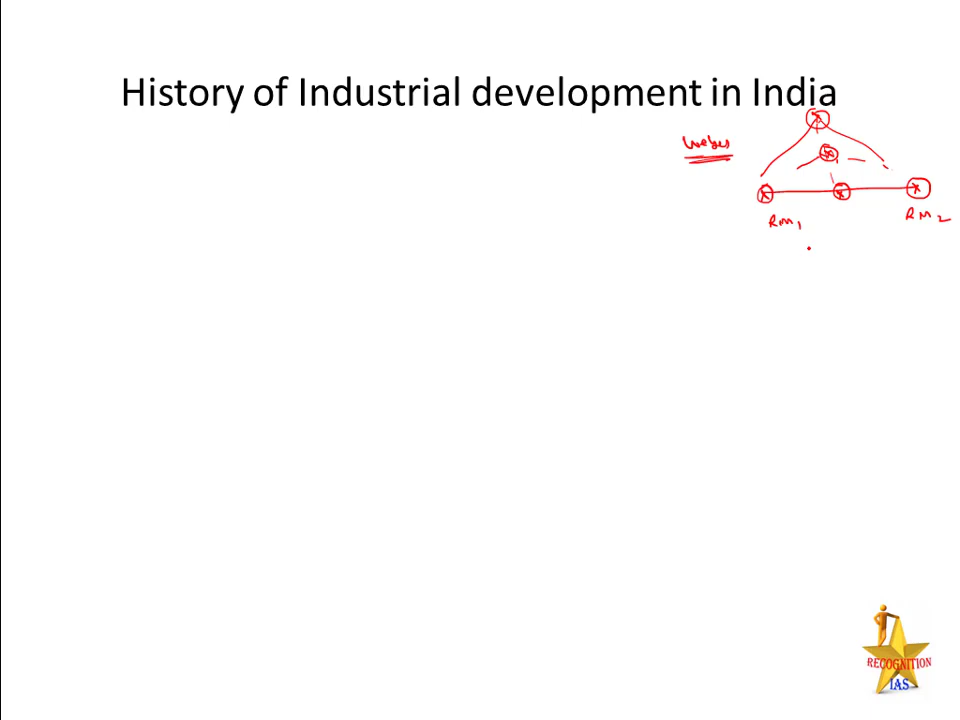 History of Industrial development in India
Weber
RM1
RM2
RECOGNITION
IAS